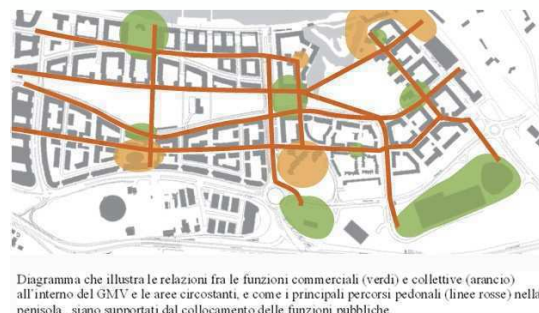 Diagramma che illustra le relazioni fra le funzioni commerciali (verdi) e collettive (arancio)
all'interno del GMV e le aree circostanti, e come i principali percorsi pedonali (linee rosse) nella
penisola, siano supportati dal collocamento delle funzioni pubbliche